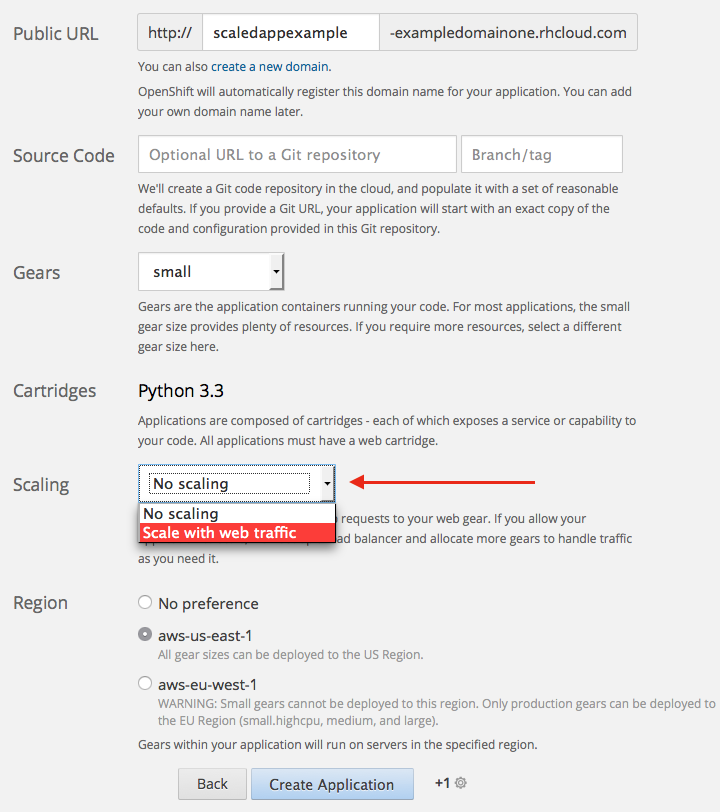 Public URL http:// scaledappexample -exampledomainone.rhcloud.com
You can also create a new domain.
OpenShift will automatically register this domain name for your application. You can add
your own domain name later.
Source Code Optional URL to a Git repository Branch/tag
We'll create a Git code repository in the cloud, and populate it with a set of reasonable
defaults. If you provide a Git URL, your application will start with an exact copy of the
code and configuration provided in this Git repository.
Gears small
Gears are the application containers running your code. For most applications, the small
gear size provides plenty of resources. If you require more resources, select a different
gear size here.
Cartridges Python 3.3
Applications are composed of cartridges - each of which exposes a service or capability to
your code. All applications must have a web cartridge.
Scaling No scaling
No scaling
requests to your web gear. If you allow your
Scale with web traffic
balancer and allocate more gears to handle traffic
as you need it.
Region No preference
aws-us-east-1
All gear sizes can be deployed to the US Region.
aws-eu-west-1
WARNING: Small gears cannot be deployed to this region. Only production gears can be deployed to
the EU Region (small.highcpu, medium, and large).
Gears within your application will run on servers in the specified region.
Back Create Application +1